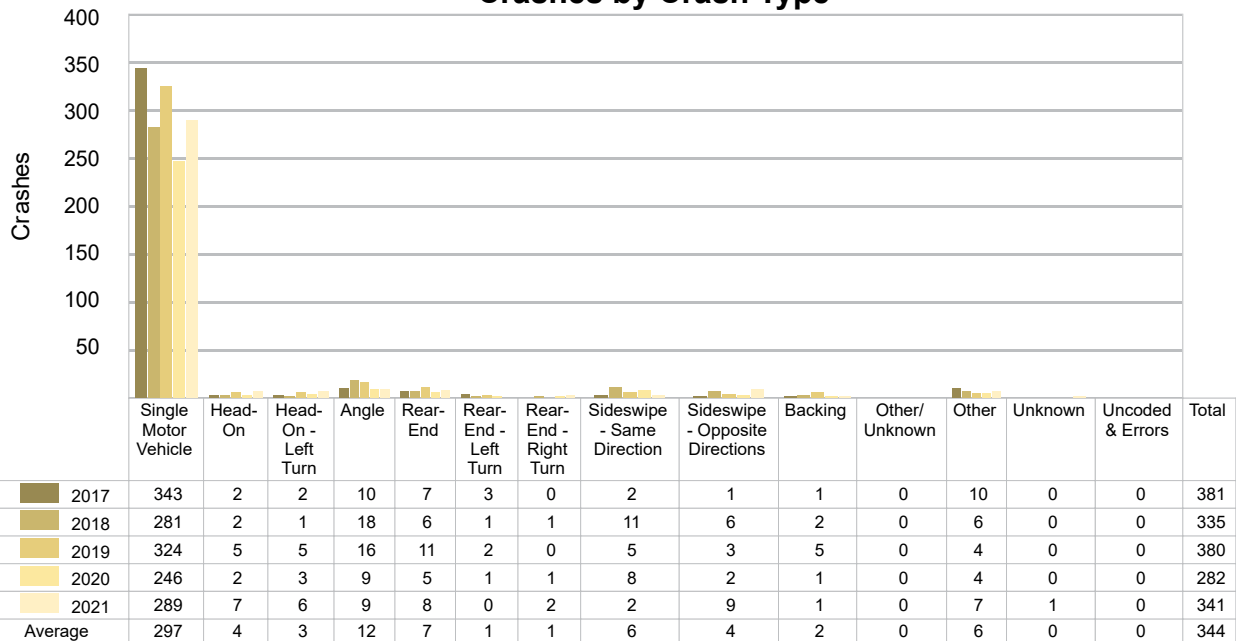 Crashes by Crash Type
400
350
300
250
200
150
100
50
Crashes
Single Motor Vehicle
Head-On
Head-On - Left Turn
Angle
Rear-End
Rear-End - Left Turn
Rear-End - Right Turn
Sideswipe - Same Direction
Sideswipe - Opposite Directions
Backing
Other/ Unknown
Other
Unknown
Uncoded & Errors
Total
2017 343 2 2 10 7 3 0 2 1 1 0 10 0 0 381
2018 281 2 1 18 6 1 1 11 6 2 0 6 0 0 335
2019 324 5 5 16 11 2 0 5 3 5 0 4 0 0 380
2020 246 2 3 9 5 1 1 8 2 1 0 4 0 0 282
2021 289 7 6 9 8 0 2 2 9 1 0 7 1 0 341
Average 297 4 3 12 7 1 1 6 4 2 0 6 0 0 344